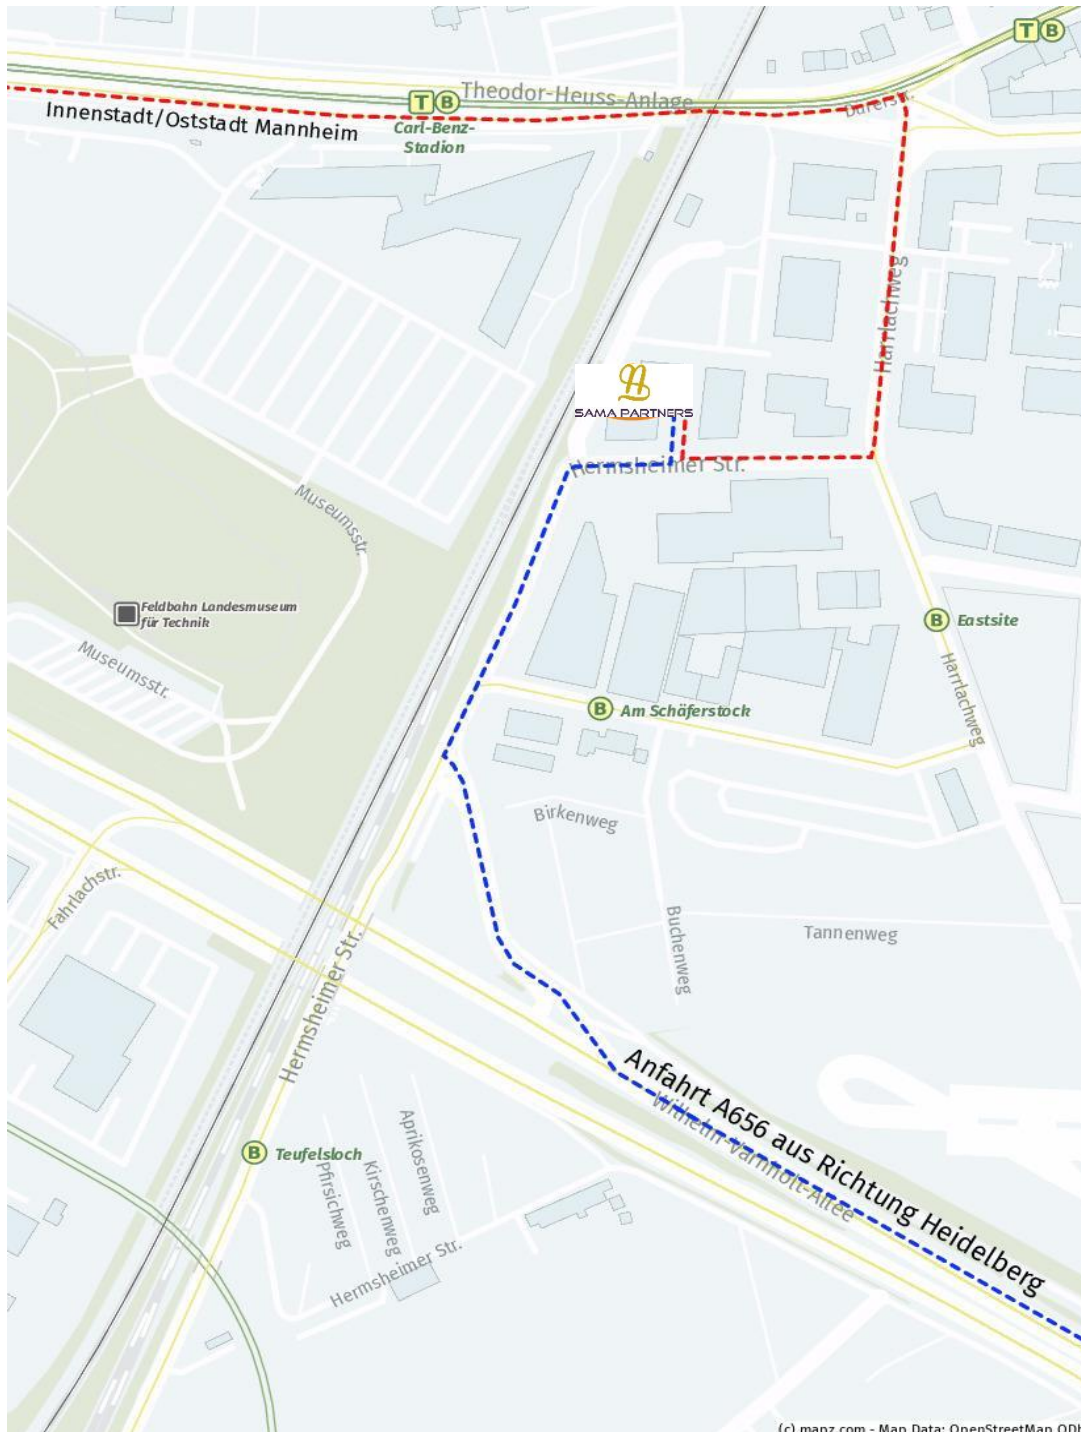 T B
Theodor-Heuss-Anlage
Innenstadt/Oststadt Mannheim
T B
Carl-Benz-
Stadion
Dürerstr.
Harrlachweg
SAMA PARTNERS
Hermsheimer Str.
Museumsstr.
Feldbahn Landesmuseum
für Technik
B Eastsite
Museumsstr.
Harrlachweg
B Am Schäferstock
Birkenweg
Fahrlachstr.
Buchenweg
Tannenweg
Hermsheimer Str.
Anfahrt A656 aus Richtung Heidelberg
Wilhelm-Varnholt-Allee
B Teufelsloch
Aprikosenweg
Kirschenweg
Pfirsichweg
Hermsheimer Str.
(c) mapz.com - Map Data: OpenStreetMap ODb